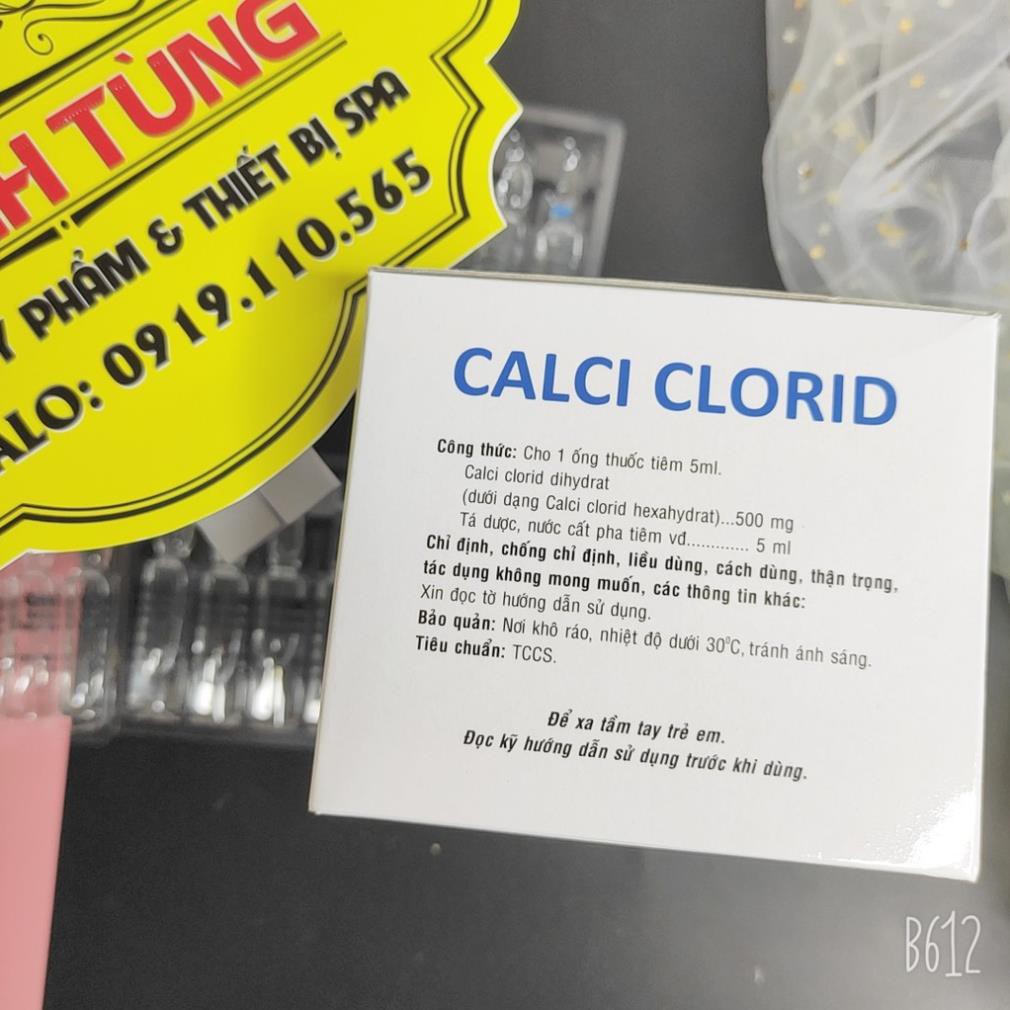 TÙNG
PHẨM & THIẾT BỊ SPA
0919.110.565
CALCI CLORID
Công thức: Cho 1 ống thuốc tiêm 5ml.
Calci clorid dihydrat
(dưới dạng Calci clorid hexahydrat)...500 mg
Tá dược, nước cất pha tiêm vđ............. 5 ml
Chỉ định, chống chỉ định, liều dùng, cách dùng, thận trọng,
tác dụng không mong muốn, các thông tin khác:
Xin đọc tờ hướng dẫn sử dụng.
Bảo quản: Nơi khô ráo, nhiệt độ dưới 30°C, tránh ánh sáng.
Tiêu chuẩn: TCCS.
Để xa tầm tay trẻ em.
Đọc kỹ hướng dẫn sử dụng trước khi dùng.
B612